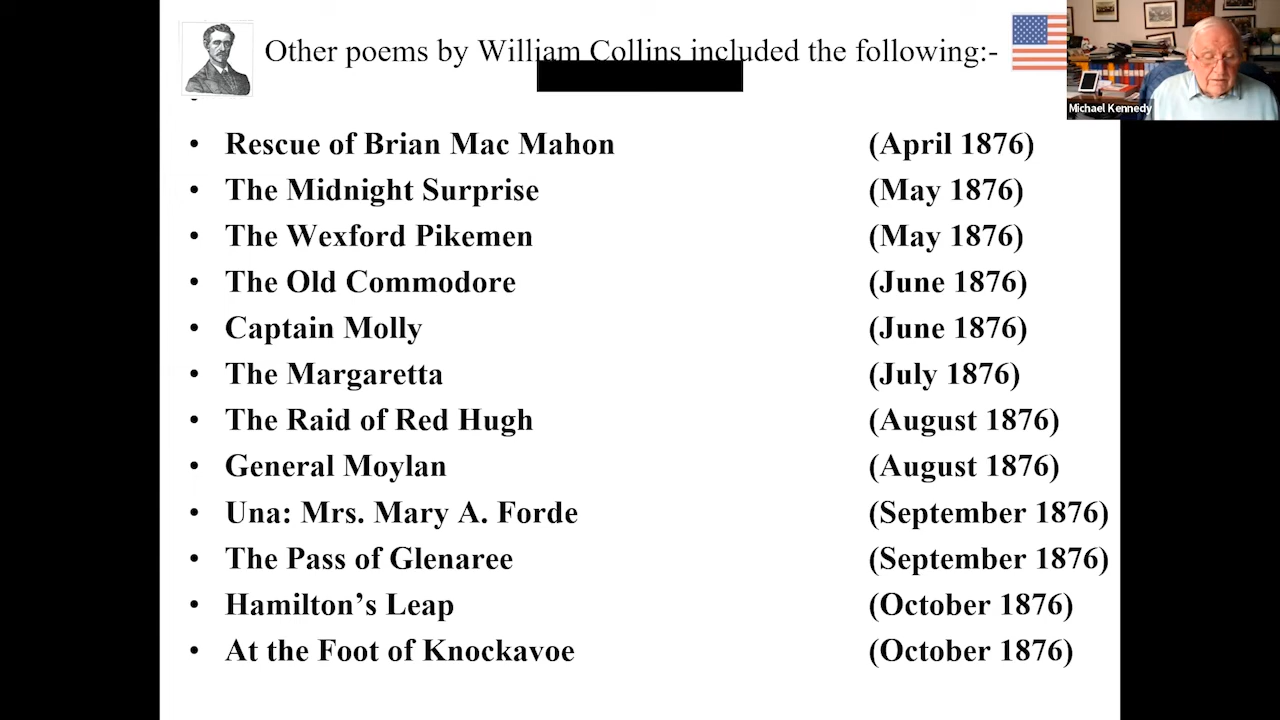 Other poems by William Collins included the following:-
Michael Kennedy
• Rescue of Brian Mac Mahon (April 1876)
• The Midnight Surprise (May 1876)
• The Wexford Pikemen (May 1876)
• The Old Commodore (June 1876)
• Captain Molly (June 1876)
• The Margaretta (July 1876)
• The Raid of Red Hugh (August 1876)
• General Moylan (August 1876)
• Una: Mrs. Mary A. Forde (September 1876)
• The Pass of Glenaree (September 1876)
• Hamilton’s Leap (October 1876)
• At the Foot of Knockavoe (October 1876)